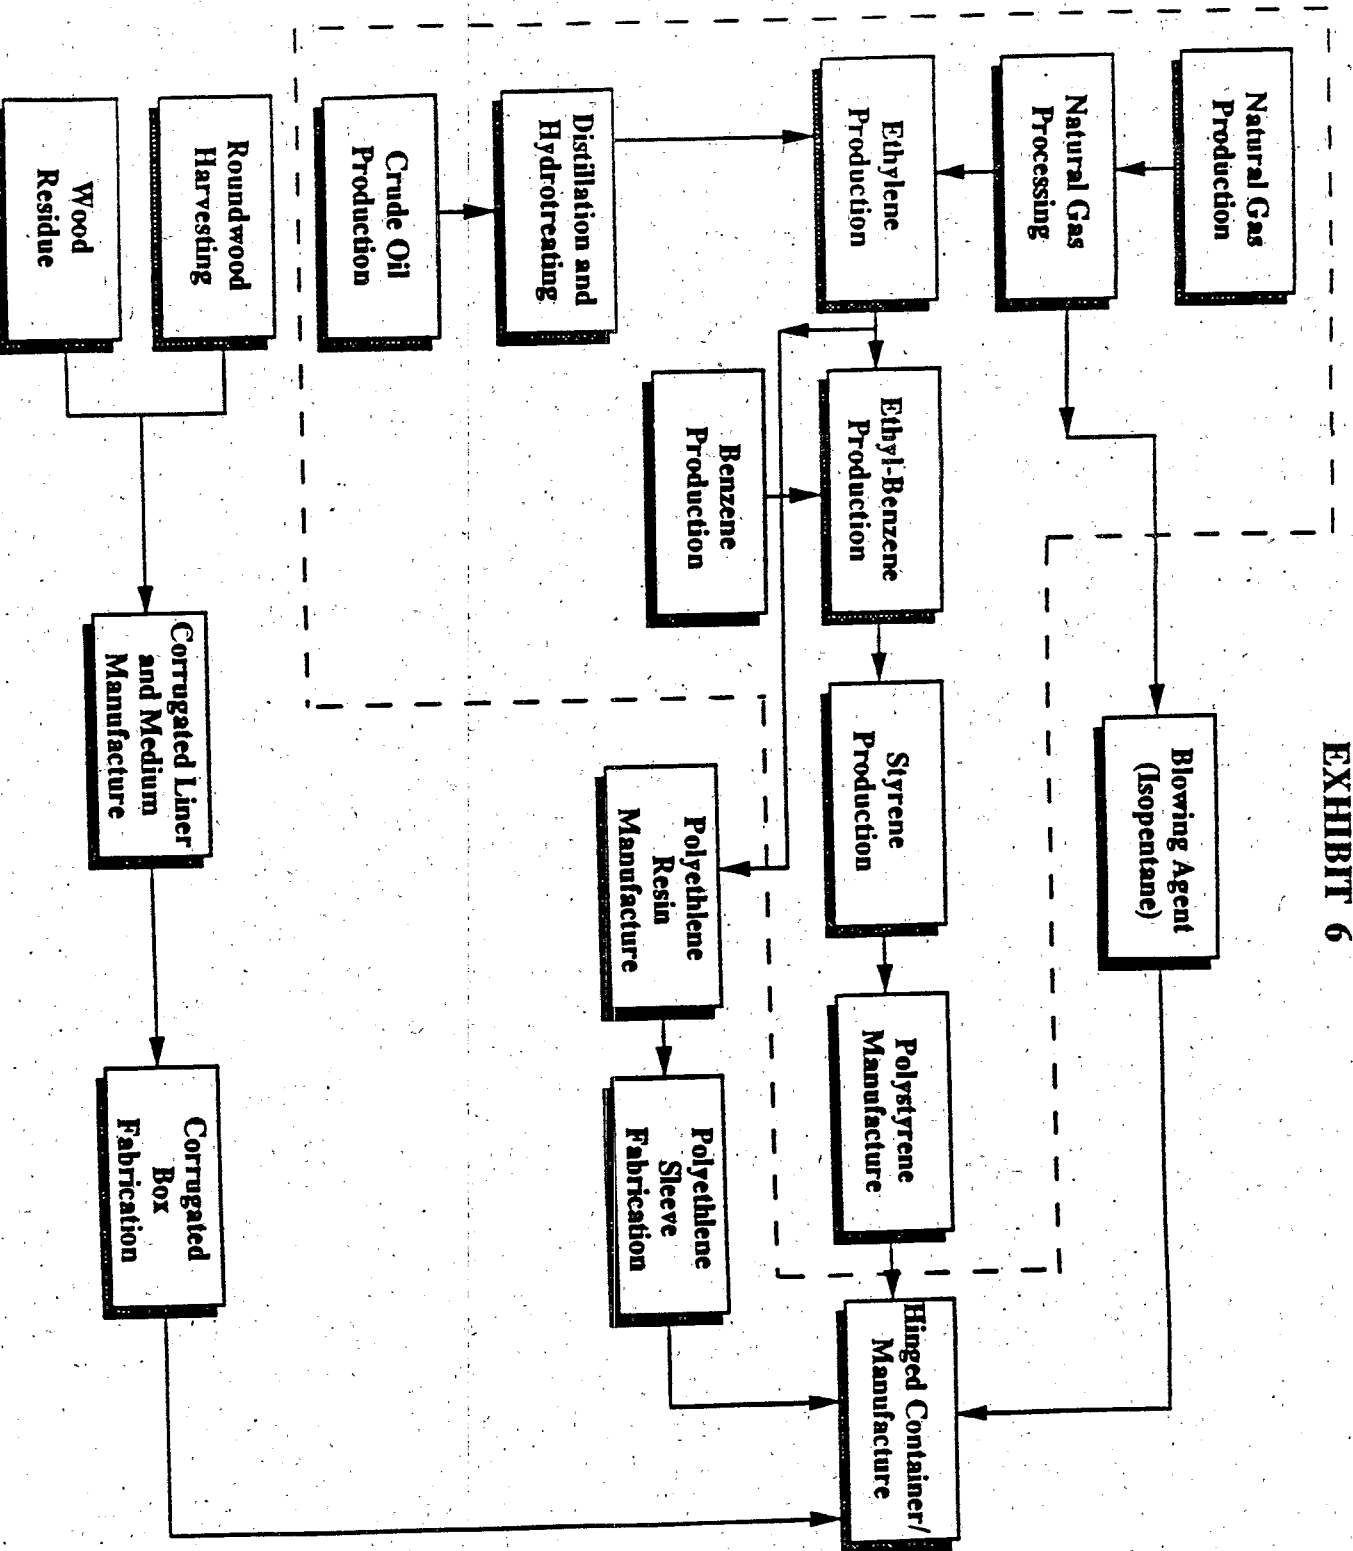 EXHIBIT 6
Natural Gas
Production
Natural Gas
Processing
Blowing Agent
(Isopentane)
Ethylene
Production
Ethyl-Benzene
Production
Styrene
Production
Polystyrene
Manufacture
Hinged Container/
Manufacture
Benzene
Production
Polyethlene
Resin
Manufacture
Polyethlene
Sleeve
Fabrication
Distillation and
Hydrotreating
Crude Oil
Production
Roundwood
Harvesting
Wood
Residue
Corrugated Liner
and Medium
Manufacture
Corrugated
Box
Fabrication